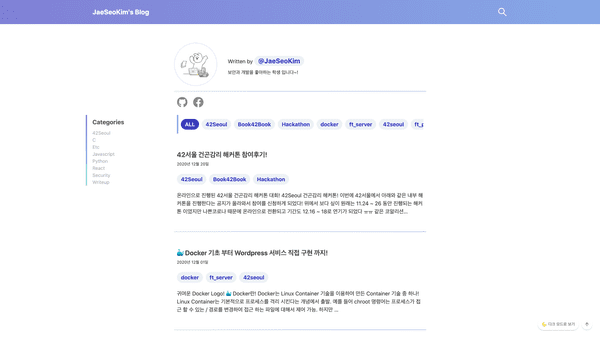 JaeSeoKim's Blog
Written by @JaeSeoKim
보안과 개발을 좋아하는 학생 입니다~!
Categories
42Seoul
C
Etc
Javascript
Python
React
Security
Writeup
ALL 42Seoul Book42Book Hackathon docker ft_server 42seoul
42서울 건곤감리 해커톤 참여후기!
2020년 12월 20일
42Seoul Book42Book Hackathon
온라인으로 진행된 42서울 건곤감리 해커톤 대회! 42Seoul 건곤감리 해커톤! 이번에 42서울에서 아래와 같은 내부 해
커톤을 진행한다는 공지가 올라와서 참여를 신청하게 되었다! 위에서 보다 싶이 원래는 11.24 ~ 26 동안 진행되는 해커
톤 이였지만 나쁜코로나 때문에 온라인으로 전환되고 기간도 12.16 ~ 18로 연기가 되었다 ㅠㅠ 같은 코알리션...
Docker 기초 부터 Wordpress 서비스 직접 구현 까지!
2020년 12월 01일
docker ft_server 42seoul
귀여운 Docker Logo! Docker란! Docker는 Linux Container 기술을 이용하여 만든 Container 기술 중 하나!
Linux Container는 기본적으로 프로세스를 격리 시킨다는 개념에서 출발. 예를 들어 chroot 명령어는 프로세스가 접
근 할 수 있는 / 경로를 변경하여 접근 하는 파일에 대해서 제어 가능. 하지만 ...
다크 모드로 보기